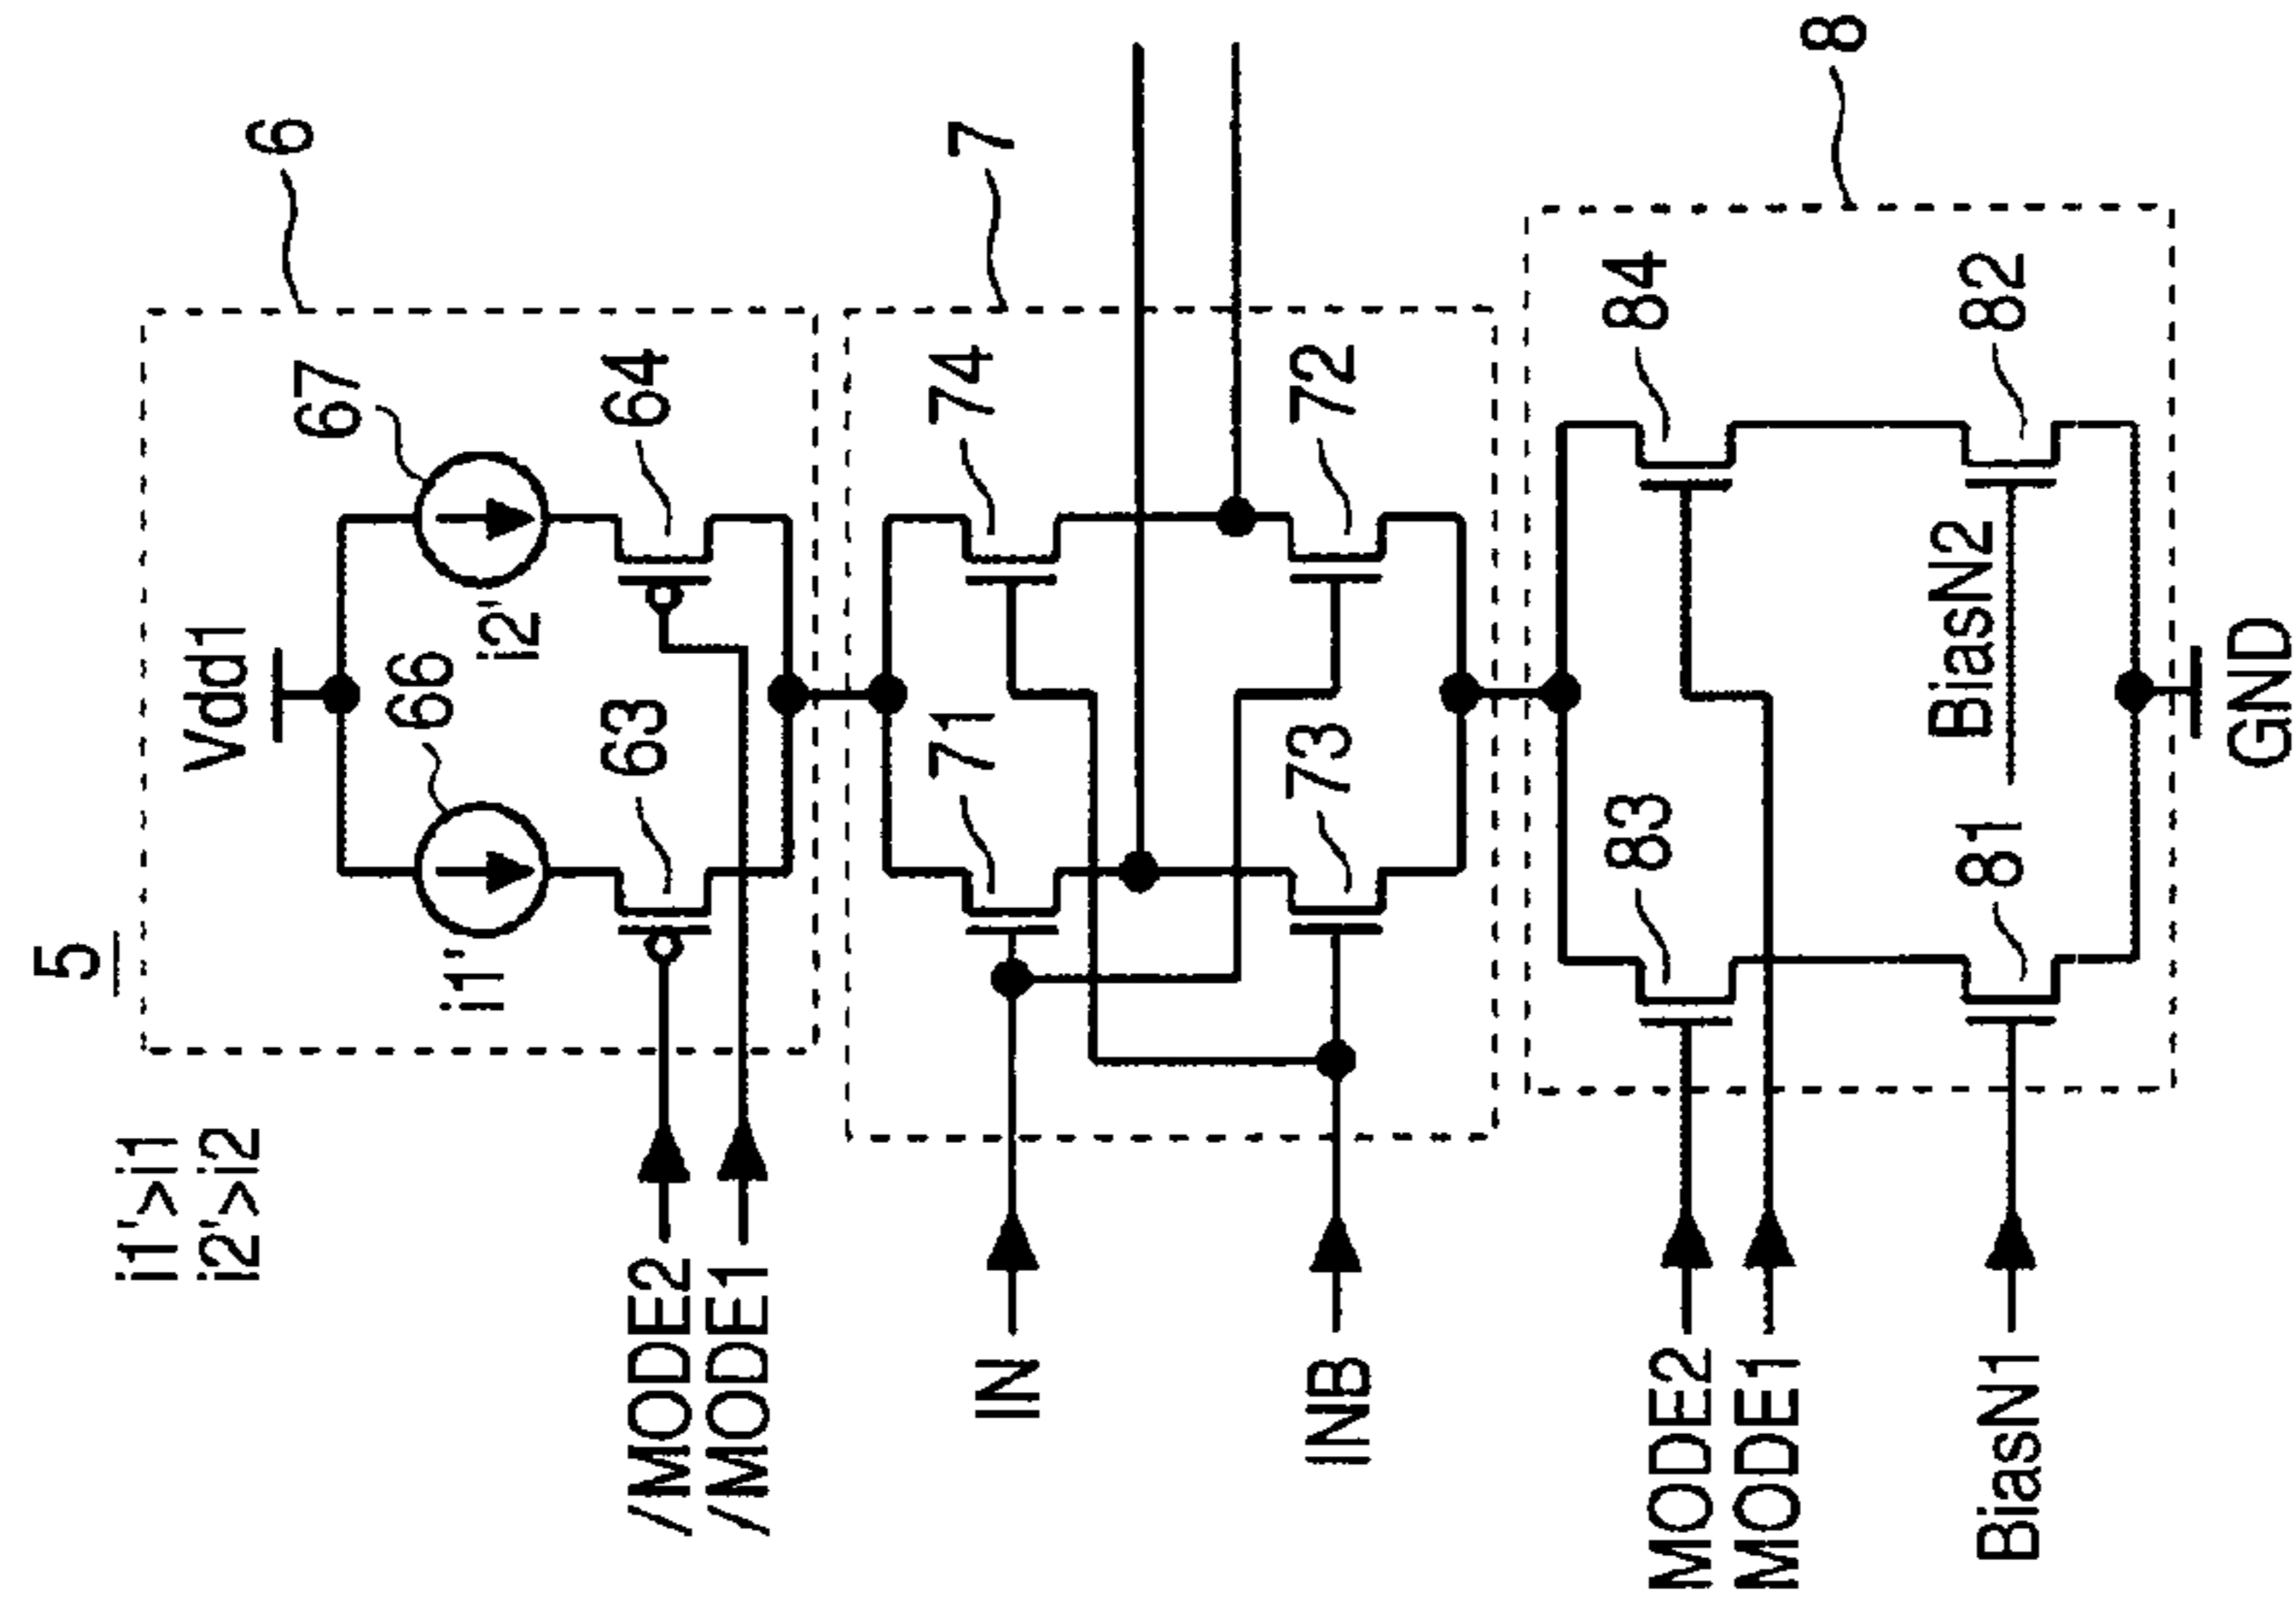 5
i1'>i1
i2'>i2
6
Vdd1
66
67
i1'
i2'
63
64
/MODE2
/MODE1
7
71
74
IN
73
72
INB
8
83
84
MODE2
MODE1
BiasN2
81
82
BiasN1
GND